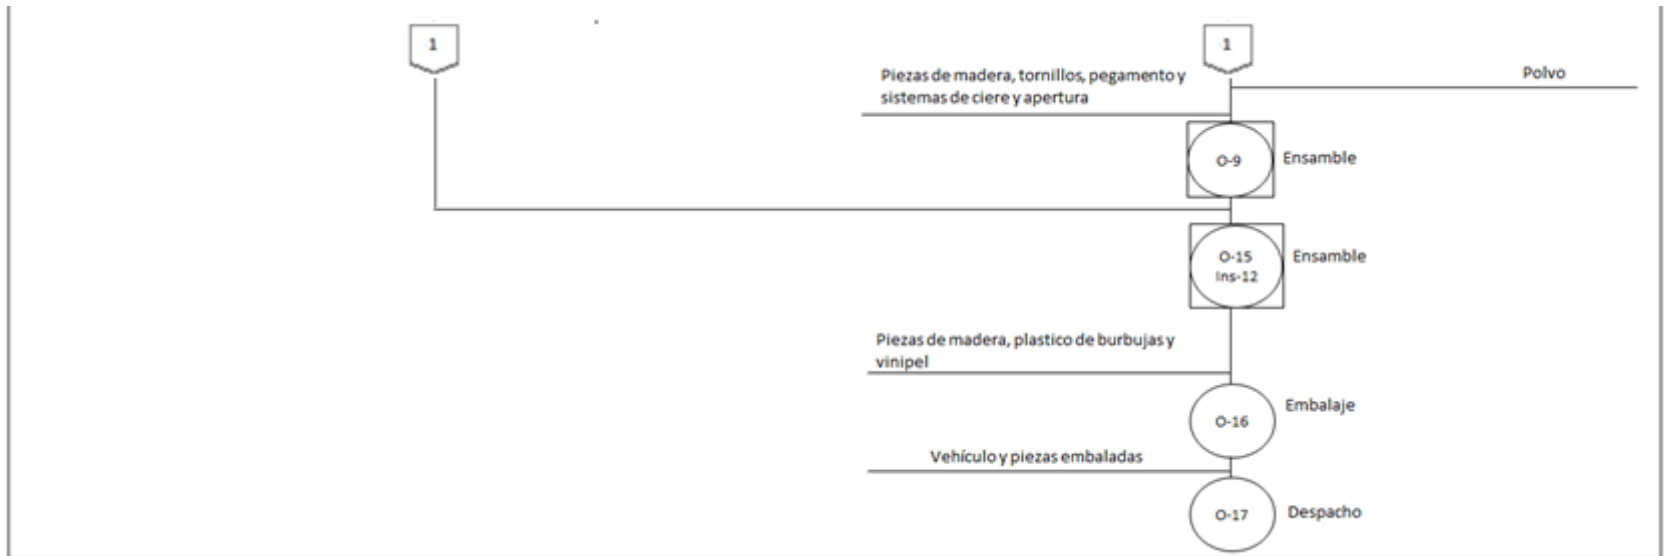 1
1
Polvo
Piezas de madera, tornillos, pegamento y
sistemas de ciere y apertura
O-9
Ensamble
O-15
Ins-12
Ensamble
Piezas de madera, plastico de burbujas y
vinipel
O-16
Embalaje
Vehículo y piezas embaladas
O-17
Despacho